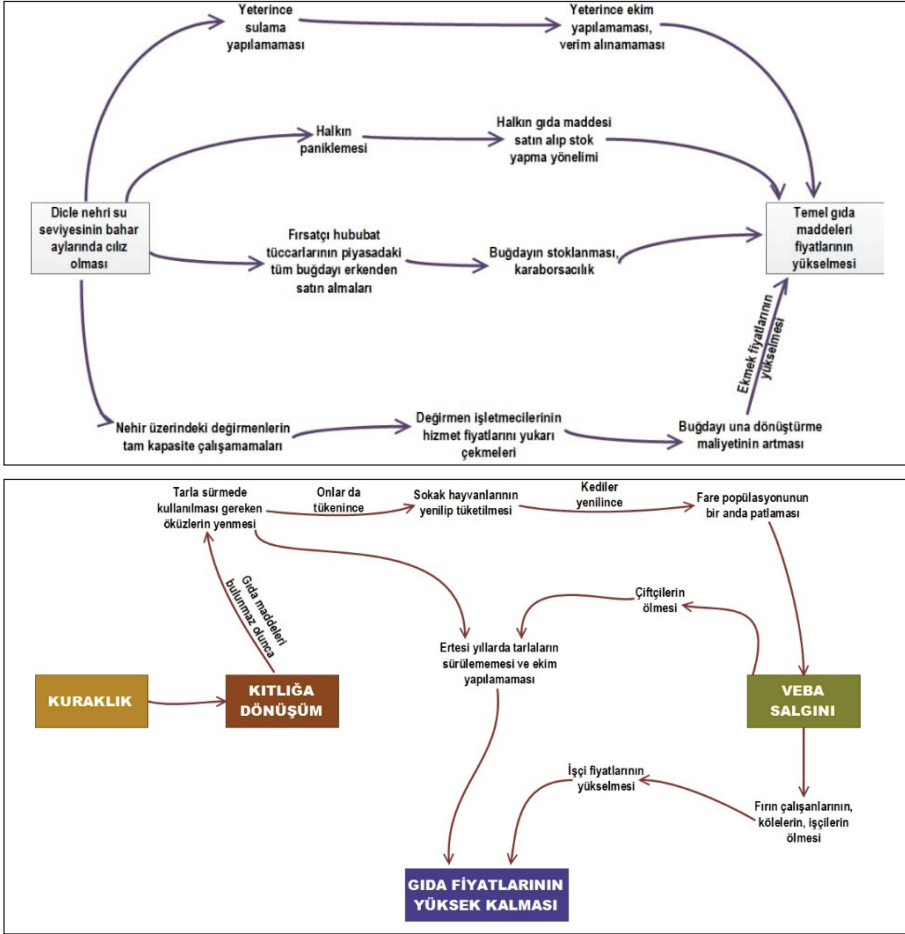 Yeterince
sulama
yapılamaması
Yeterince ekim
yapılamaması,
verim alınamaması
Halkın
paniklemesi
Halkın gıda maddesi
satın alıp stok
yapma yönelimi
Dicle nehri su
seviyesinin bahar
aylarında cılız
olması
Temel gıda
maddeleri
fiyatlarının
yükselmesi
Fırsatçı hububat
tüccarlarının piyasadaki
tüm buğdayı erkenden
satın almaları
Buğdayın stoklanması,
karaborsacılık
Ekmek fiyatlarının
yükselmesi
Nehir üzerindeki değirmenlerin
tam kapasite çalışamamaları
Değirmen işletmecilerinin
hizmet fiyatlarını yukarı
çekmeleri
Buğdayı una dönüştürme
maliyetinin artması
Tarla sürmede
kullanılması gereken
öküzlerin yenmesi
Onlar da
tükenince
Sokak hayvanlarının
yenilip tüketilmesi
Kediler
yenilince
Fare popülasyonunun
bir anda patlaması
Gıda maddeleri
bulunmaz olunca
Çiftçilerin
ölmesi
Ertesi yıllarda tarlaların
sürülememesi ve ekim
yapılamaması
KURAKLIK
KITLIĞA
DÖNÜŞÜM
VEBA
SALGINI
İşçi fiyatlarının
yükselmesi
Fırın çalışanlarının,
kölelerin, işçilerin
ölmesi
GIDA FİYATLARININ
YÜKSEK KALMASI